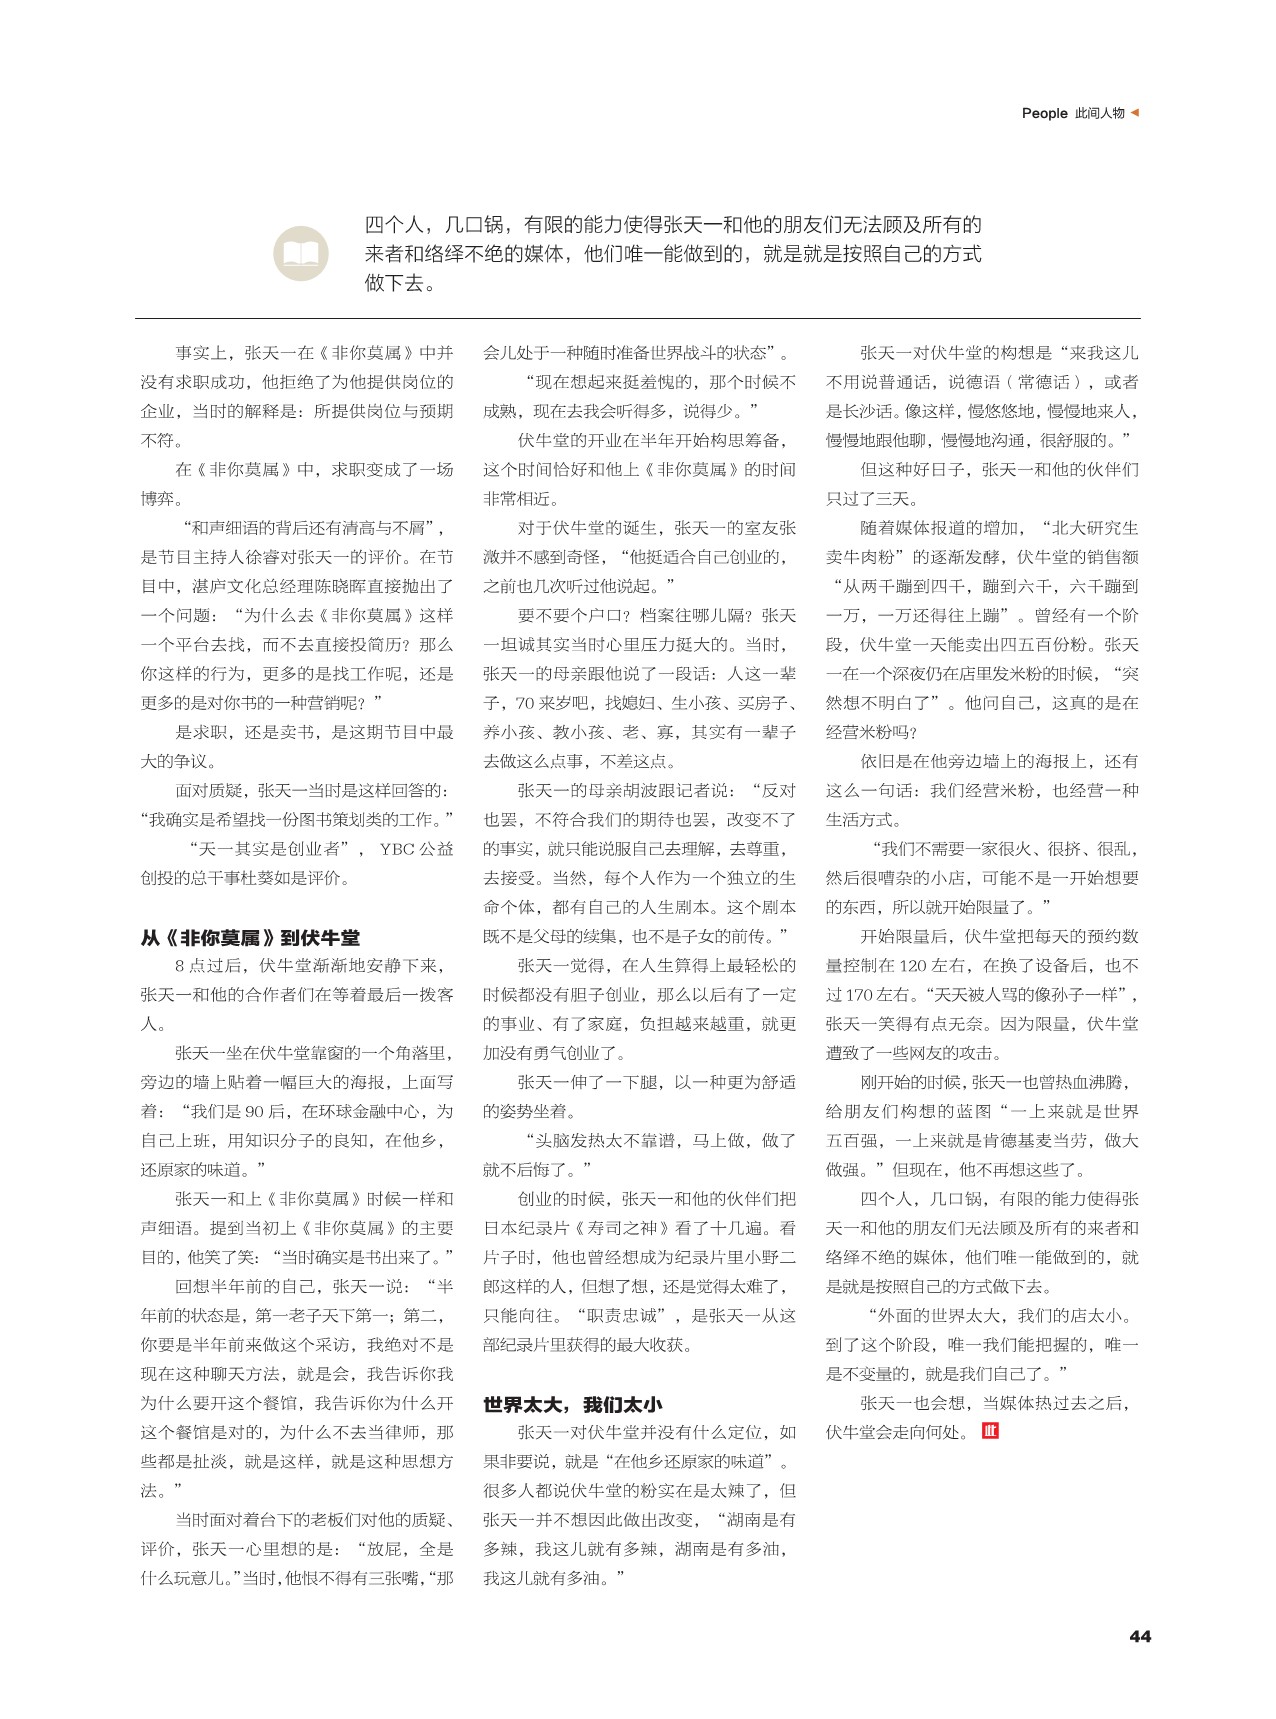 People 此间人物
四个人，几口锅，有限的能力使得张天一和他的朋友们无法顾及所有的
来者和络绎不绝的媒体，他们唯一能做到的，就是就是按照自己的方式
做下去。
事实上，张天一在《非你莫属》中并
没有求职成功，他拒绝了为他提供岗位的
企业，当时的解释是：所提供岗位与预期
不符。
在《非你莫属》中，求职变成了一场
博弈。
“和声细语的背后还有清高与不屑”，
是节目主持人徐睿对张天一的评价。在节
目中，湛庐文化总经理陈晓晖直接抛出了
一个问题：“为什么去《非你莫属》这样
一个平台去找，而不去直接投简历？那么
你这样的行为，更多的是找工作呢，还是
更多的是对你书的一种营销呢？”
是求职，还是卖书，是这期节目中最
大的争议。
面对质疑，张天一当时是这样回答的：
“我确实是希望找一份图书策划类的工作。”
“天一其实是创业者”， YBC 公益
创投的总干事杜葵如是评价。
从《非你莫属》到伏牛堂
8 点过后，伏牛堂渐渐地安静下来，
张天一和他的合作者们在等着最后一拨客
人。
张天一坐在伏牛堂靠窗的一个角落里，
旁边的墙上贴着一幅巨大的海报，上面写
着：“我们是 90 后，在环球金融中心，为
自己上班，用知识分子的良知，在他乡，
还原家的味道。”
张天一和上《非你莫属》时候一样和
声细语。提到当初上《非你莫属》的主要
目的，他笑了笑：“当时确实是书出来了。”
回想半年前的自己，张天一说：“半
年前的状态是，第一老子天下第一；第二，
你要是半年前来做这个采访，我绝对不是
现在这种聊天方法，就是会，我告诉你我
为什么要开这个餐馆，我告诉你为什么开
这个餐馆是对的，为什么不去当律师，那
些都是扯淡，就是这样，就是这种思想方
法。”
当时面对着台下的老板们对他的质疑、
评价，张天一心里想的是：“放屁，全是
什么玩意儿。”当时，他恨不得有三张嘴，“那
会儿处于一种随时准备世界战斗的状态”。
“现在想起来挺羞愧的，那个时候不
成熟，现在去我会听得多，说得少。”
伏牛堂的开业在半年开始构思筹备，
这个时间恰好和他上《非你莫属》的时间
非常相近。
对于伏牛堂的诞生，张天一的室友张
溦并不感到奇怪，“他挺适合自己创业的，
之前也几次听过他说起。”
要不要个户口？档案往哪儿隔？张天
一坦诚其实当时心里压力挺大的。当时，
张天一的母亲跟他说了一段话：人这一辈
子，70 来岁吧，找媳妇、生小孩、买房子、
养小孩、教小孩、老、寡，其实有一辈子
去做这么点事，不差这点。
张天一的母亲胡波跟记者说：“反对
也罢，不符合我们的期待也罢，改变不了
的事实，就只能说服自己去理解，去尊重，
去接受。当然，每个人作为一个独立的生
命个体，都有自己的人生剧本。这个剧本
既不是父母的续集，也不是子女的前传。”
张天一觉得，在人生算得上最轻松的
时候都没有胆子创业，那么以后有了一定
的事业、有了家庭，负担越来越重，就更
加没有勇气创业了。
张天一伸了一下腿，以一种更为舒适
的姿势坐着。
“头脑发热太不靠谱，马上做，做了
就不后悔了。”
创业的时候，张天一和他的伙伴们把
日本纪录片《寿司之神》看了十几遍。看
片子时，他也曾经想成为纪录片里小野二
郎这样的人，但想了想，还是觉得太难了，
只能向往。“职责忠诚”，是张天一从这
部纪录片里获得的最大收获。
世界太大，我们太小
张天一对伏牛堂并没有什么定位，如
果非要说，就是“在他乡还原家的味道”。
很多人都说伏牛堂的粉实在是太辣了，但
张天一并不想因此做出改变，“湖南是有
多辣，我这儿就有多辣，湖南是有多油，
我这儿就有多油。”
张天一对伏牛堂的构想是“来我这儿
不用说普通话，说德语（常德话），或者
是长沙话。像这样，慢悠悠地，慢慢地来人，
慢慢地跟他聊，慢慢地沟通，很舒服的。”
但这种好日子，张天一和他的伙伴们
只过了三天。
随着媒体报道的增加，“北大研究生
卖牛肉粉”的逐渐发酵，伏牛堂的销售额
“从两千蹦到四千，蹦到六千，六千蹦到
一万，一万还得往上蹦”。曾经有一个阶
段，伏牛堂一天能卖出四五百份粉。张天
一在一个深夜仍在店里发米粉的时候，“突
然想不明白了”。他问自己，这真的是在
经营米粉吗？
依旧是在他旁边墙上的海报上，还有
这么一句话：我们经营米粉，也经营一种
生活方式。
“我们不需要一家很火、很挤、很乱，
然后很嘈杂的小店，可能不是一开始想要
的东西，所以就开始限量了。”
开始限量后，伏牛堂把每天的预约数
量控制在 120 左右，在换了设备后，也不
过 170 左右。“天天被人骂的像孙子一样”，
张天一笑得有点无奈。因为限量，伏牛堂
遭致了一些网友的攻击。
刚开始的时候，张天一也曾热血沸腾，
给朋友们构想的蓝图“一上来就是世界
五百强，一上来就是肯德基麦当劳，做大
做强。”但现在，他不再想这些了。
四个人，几口锅，有限的能力使得张
天一和他的朋友们无法顾及所有的来者和
络绎不绝的媒体，他们唯一能做到的，就
是就是按照自己的方式做下去。
“外面的世界太大，我们的店太小。
到了这个阶段，唯一我们能把握的，唯一
是不变量的，就是我们自己了。”
张天一也会想，当媒体热过去之后，
伏牛堂会走向何处。
44